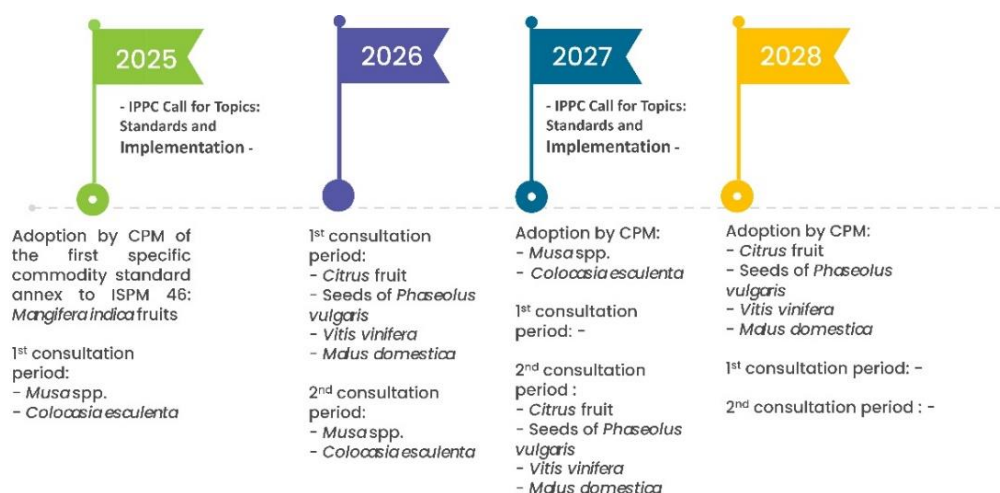 2025
- IPPC Call for Topics:
Standards and
Implementation -
Adoption by CPM of
the first specific
commodity standard
annex to ISPM 46:
Mangifera indica fruits
1st consultation
period:
- Musa spp.
- Colocasia esculenta
2026
1st consultation
period:
- Citrus fruit
- Seeds of Phaseolus
vulgaris
- Vitis vinifera
- Malus domestica
2nd consultation
period:
- Musa spp.
- Colocasia esculenta
2027
- IPPC Call for Topics:
Standards and
Implementation -
Adoption by CPM:
- Musa spp.
- Colocasia esculenta
1st consultation
period: -
2nd consultation
period :
- Citrus fruit
- Seeds of Phaseolus
vulgaris
- Vitis vinifera
- Malus domestica
2028
Adoption by CPM:
- Citrus fruit
- Seeds of Phaseolus
vulgaris
- Vitis vinifera
- Malus domestica
1st consultation period: -
2nd consultation period : -